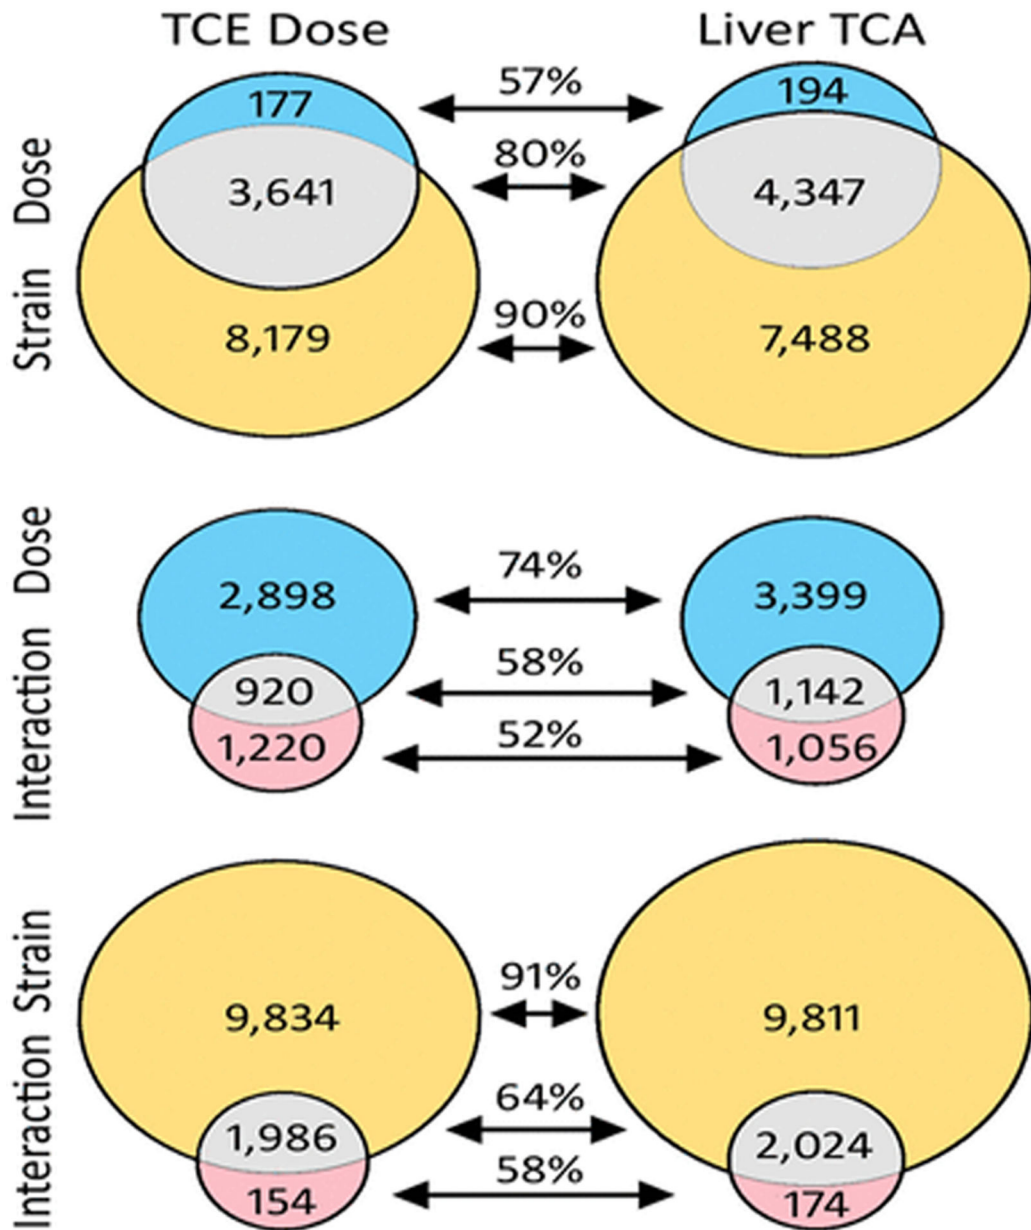 TCE Dose Liver TCA
57%
177 194
Dose
80%
3,641 4,347
Strain
90%
8,179 7,488
Dose
74%
2,898 3,399
58%
920 1,142
Interaction
52%
1,220 1,056
Strain
91%
9,834 9,811
64%
1,986 2,024
Interaction
58%
154 174